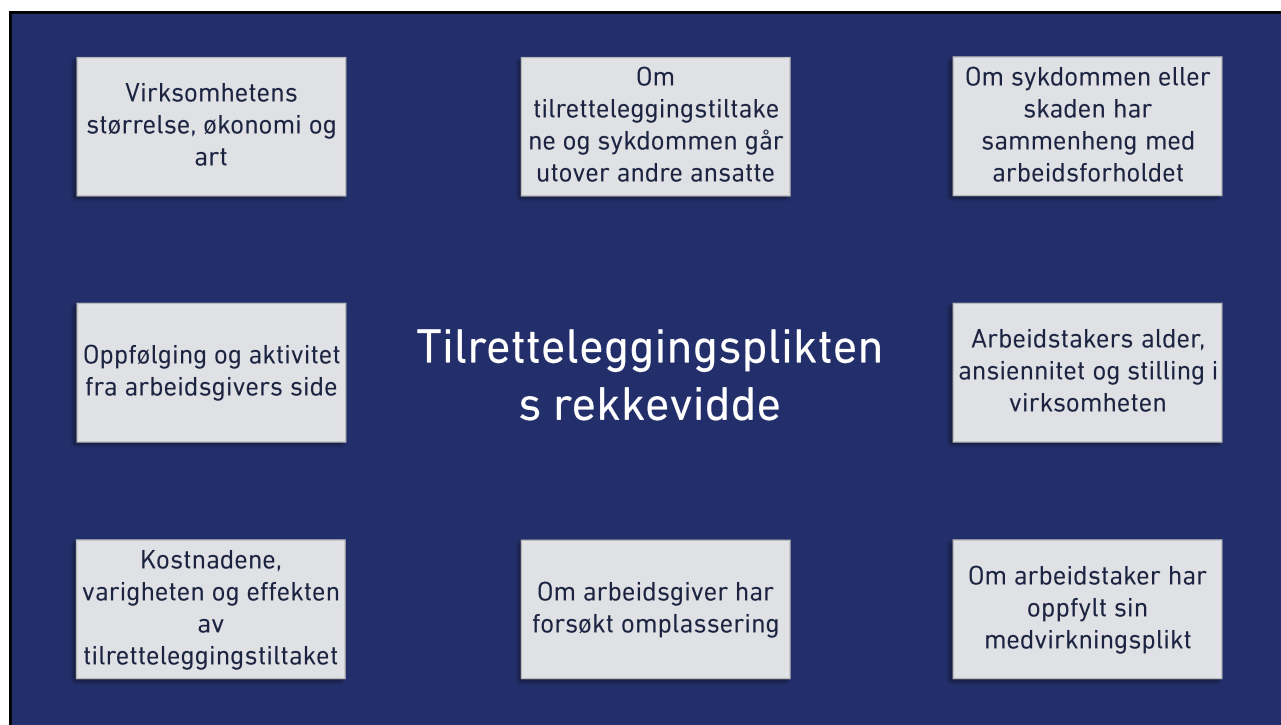 Virksomhetens
størrelse, økonomi og
art
Om
tilretteleggingstiltake
ne og sykdommen går
utover andre ansatte
Om sykdommen eller
skaden har
sammenheng med
arbeidsforholdet
Oppfølging og aktivitet
fra arbeidsgivers side
Tilretteleggingsplikten
s rekkevidde
Arbeidstakers alder,
ansiennitet og stilling i
virksomheten
Kostnadene,
varigheten og effekten
av
tilretteleggingstiltaket
Om arbeidsgiver har
forsøkt omplassering
Om arbeidstaker har
oppfylt sin
medvirkningsplikt